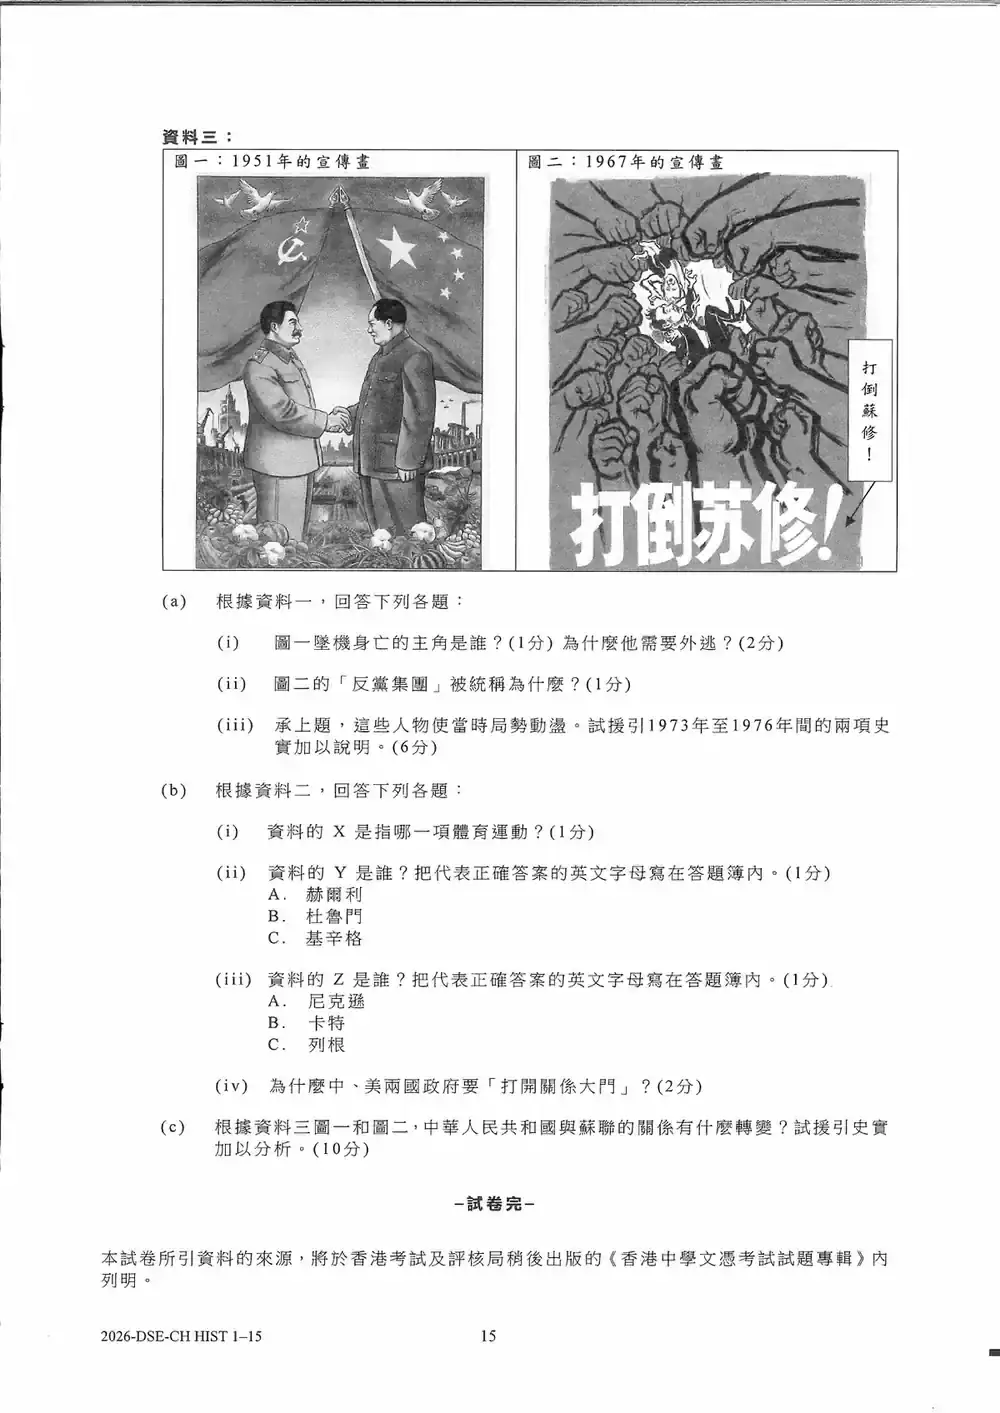 資料三：
圖一：1951年的宣傳畫
圖二：1967年的宣傳畫
打倒蘇修！
打倒苏修!
(a) 根據資料一，回答下列各題：
(i) 圖一墜機身亡的主角是誰？(1分) 為什麼他需要外逃？(2分)
(ii) 圖二的「反黨集團」被統稱為什麼？(1分)
(iii) 承上題，這些人物使當時局勢動盪。試援引1973年至1976年間的兩項史
實加以說明。(6分)
(b) 根據資料二，回答下列各題：
(i) 資料的 X 是指哪一項體育運動？(1分)
(ii) 資料的 Y 是誰？把代表正確答案的英文字母寫在答題簿內。(1分)
A. 赫爾利
B. 杜魯門
C. 基辛格
(iii) 資料的 Z 是誰？把代表正確答案的英文字母寫在答題簿內。(1分)
A. 尼克遜
B. 卡特
C. 列根
(iv) 為什麼中、美兩國政府要「打開關係大門」？(2分)
(c) 根據資料三圖一和圖二，中華人民共和國與蘇聯的關係有什麼轉變？試援引史實
加以分析。(10分)
–試卷完–
本試卷所引資料的來源，將於香港考試及評核局稍後出版的《香港中學文憑考試試題專輯》內
列明。
2026-DSE-CH HIST 1–15
15